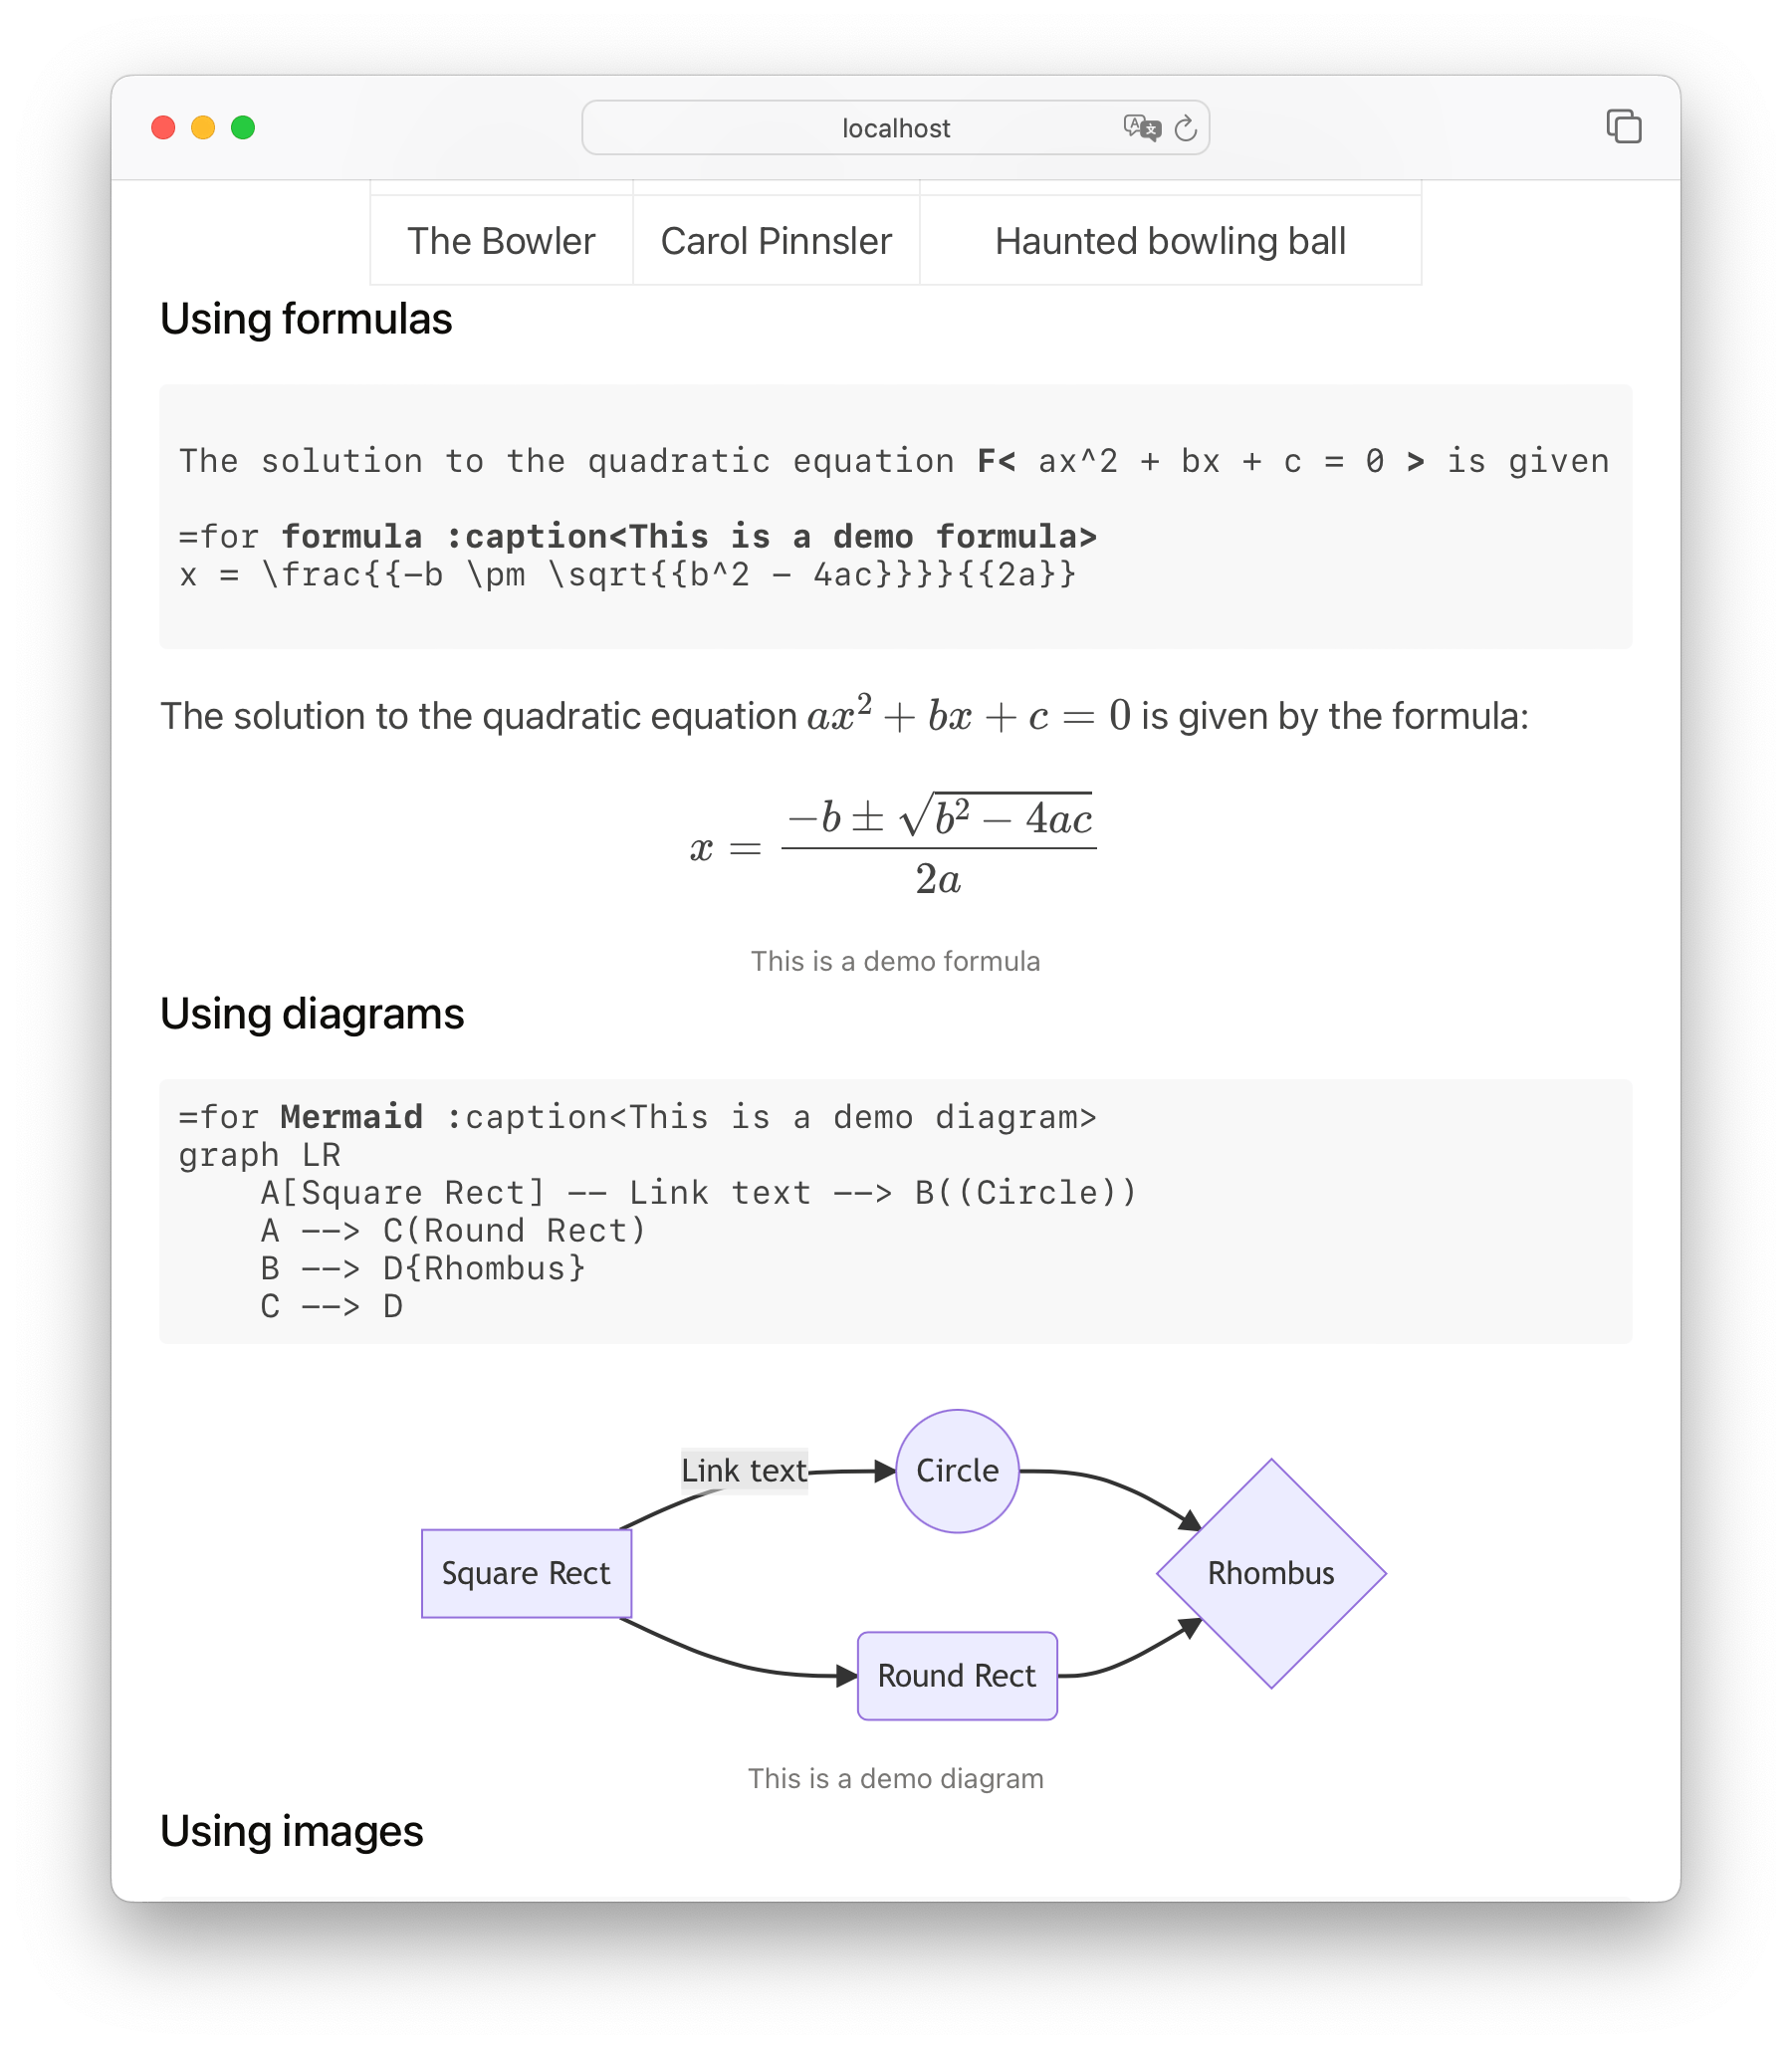 localhost
The Bowler Carol Pinnsler Haunted bowling ball
Using formulas
The solution to the quadratic equation F< ax^2 + bx + c = 0 > is given
=for formula :caption<This is a demo formula>
x = \frac{{-b \pm \sqrt{{b^2 - 4ac}}}}{{2a}}
The solution to the quadratic equation ax² + bx + c = 0 is given by the formula:
x = \frac{-b ± \sqrt{b² − 4ac}}{2a}
This is a demo formula
Using diagrams
=for Mermaid :caption<This is a demo diagram>
graph LR
    A[Square Rect] -- Link text --> B((Circle))
    A --> C(Round Rect)
    B --> D{Rhombus}
    C --> D
Link text
Circle
Square Rect
Rhombus
Round Rect
This is a demo diagram
Using images